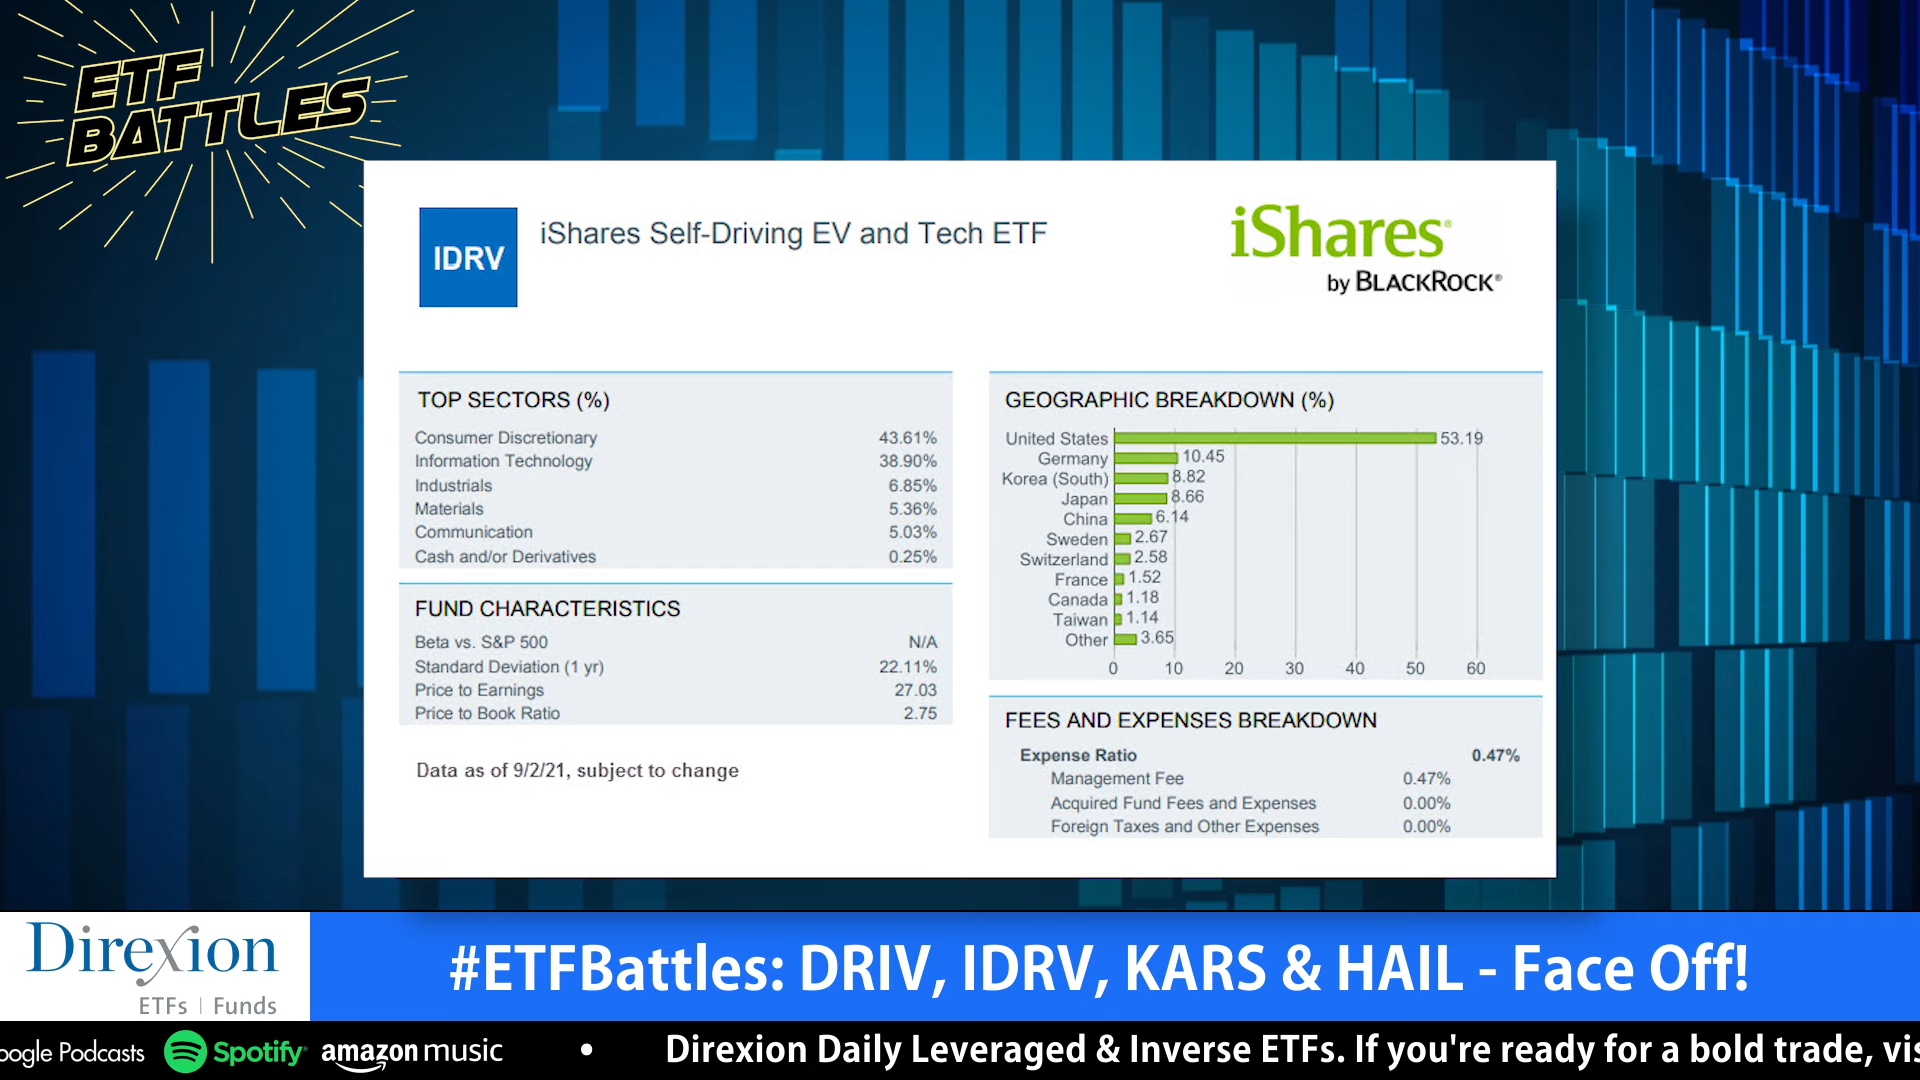 ETF
BATTLES
IDRV
iShares Self-Driving EV and Tech ETF
iShares®
by BLACKROCK®
TOP SECTORS (%)
Consumer Discretionary 43.61%
Information Technology 38.90%
Industrials 6.85%
Materials 5.36%
Communication 5.03%
Cash and/or Derivatives 0.25%
FUND CHARACTERISTICS
Beta vs. S&P 500 N/A
Standard Deviation (1 yr) 22.11%
Price to Earnings 27.03
Price to Book Ratio 2.75
Data as of 9/2/21, subject to change
GEOGRAPHIC BREAKDOWN (%)
United States 53.19
Germany 10.45
Korea (South) 8.82
Japan 8.66
China 6.14
Sweden 2.67
Switzerland 2.58
France 1.52
Canada 1.18
Taiwan 1.14
Other 3.65
0 10 20 30 40 50 60
FEES AND EXPENSES BREAKDOWN
Expense Ratio 0.47%
Management Fee 0.47%
Acquired Fund Fees and Expenses 0.00%
Foreign Taxes and Other Expenses 0.00%
Direxion
ETFs | Funds
#ETFBattles: DRIV, IDRV, KARS & HAIL - Face Off!
oogle Podcasts Spotify amazon music • Direxion Daily Leveraged & Inverse ETFs. If you're ready for a bold trade, vis